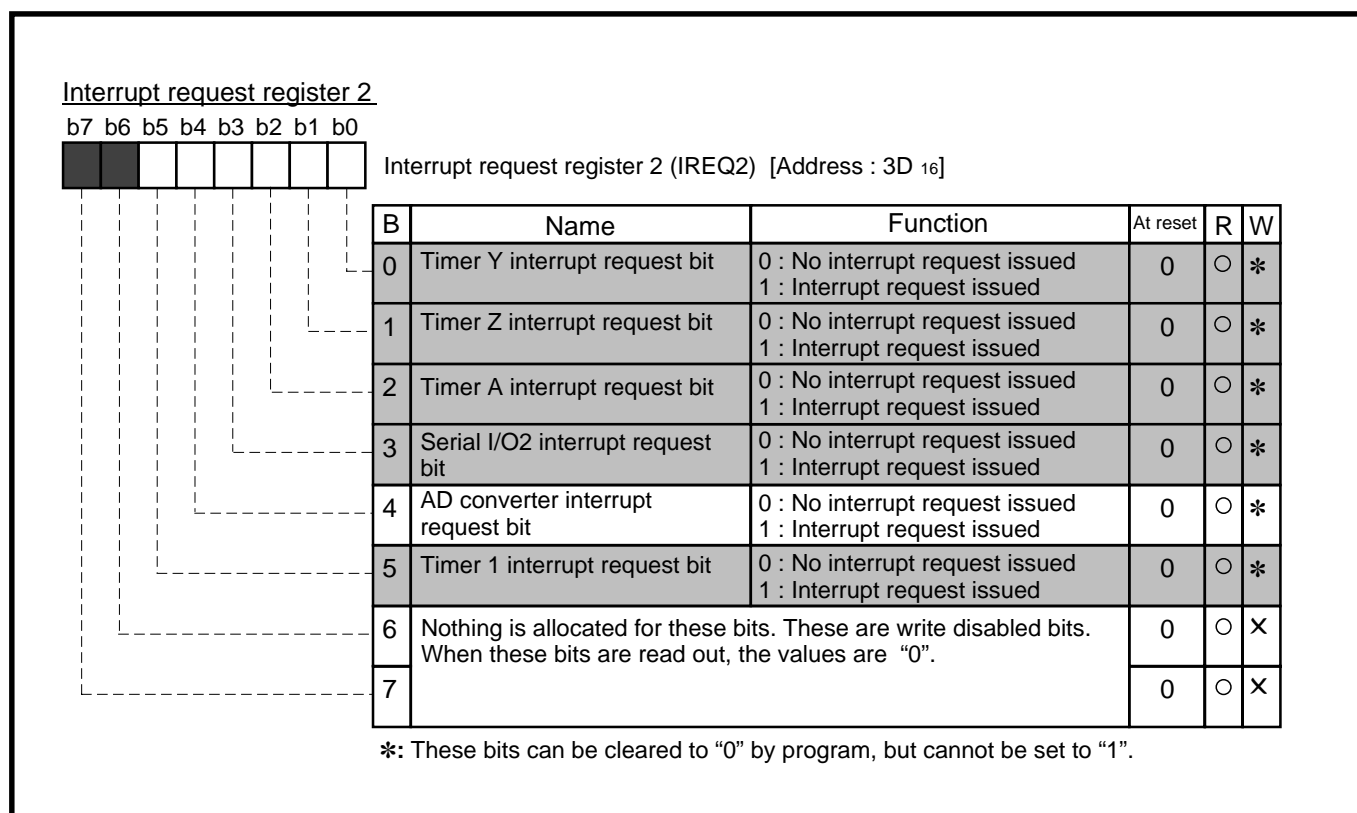 Interrupt request register 2
b7 b6 b5 b4 b3 b2 b1 b0
Interrupt request register 2 (IREQ2) [Address : 3D 16]
B Name Function At reset R W
0 Timer Y interrupt request bit 0 : No interrupt request issued 0 ○ ✻
1 : Interrupt request issued
1 Timer Z interrupt request bit 0 : No interrupt request issued 0 ○ ✻
1 : Interrupt request issued
2 Timer A interrupt request bit 0 : No interrupt request issued 0 ○ ✻
1 : Interrupt request issued
3 Serial I/O2 interrupt request 0 : No interrupt request issued 0 ○ ✻
bit 1 : Interrupt request issued
4 AD converter interrupt 0 : No interrupt request issued 0 ○ ✻
request bit 1 : Interrupt request issued
5 Timer 1 interrupt request bit 0 : No interrupt request issued 0 ○ ✻
1 : Interrupt request issued
6 Nothing is allocated for these bits. These are write disabled bits. 0 ○ ✕
When these bits are read out, the values are “0”.
7 0 ○ ✕
✻: These bits can be cleared to “0” by program, but cannot be set to “1”.